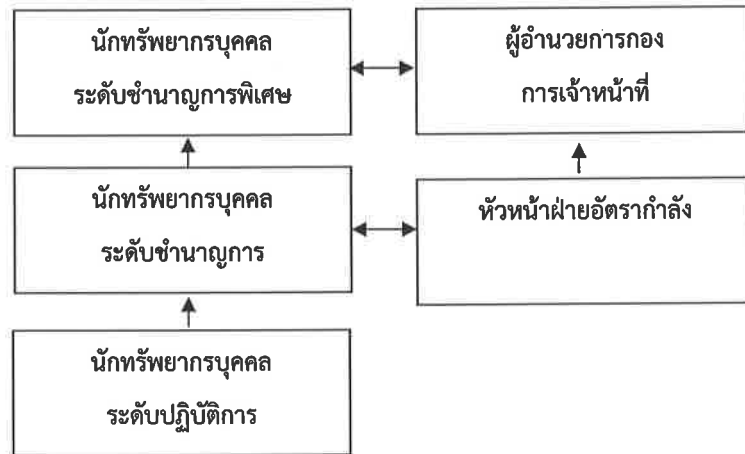 นักทรัพยากรบุคคล
ระดับชำนาญการพิเศษ
ผู้อำนวยการกอง
การเจ้าหน้าที่
นักทรัพยากรบุคคล
ระดับชำนาญการ
หัวหน้าฝ่ายอัตรากำลัง
นักทรัพยากรบุคคล
ระดับปฏิบัติการ